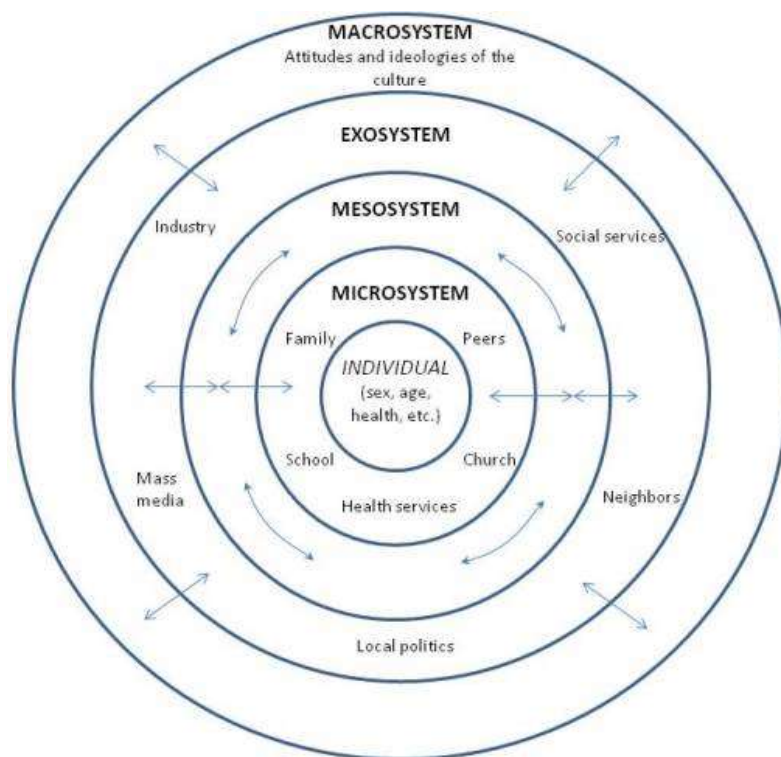 MACROSYSTEM
Attitudes and ideologies of the
culture
EXOSYSTEM
MESOSYSTEM
Industry
Social services
MICROSYSTEM
Family
Peers
INDIVIDUAL
(sex, age,
health, etc.)
School
Church
Mass
media
Neighbors
Health services
Local politics